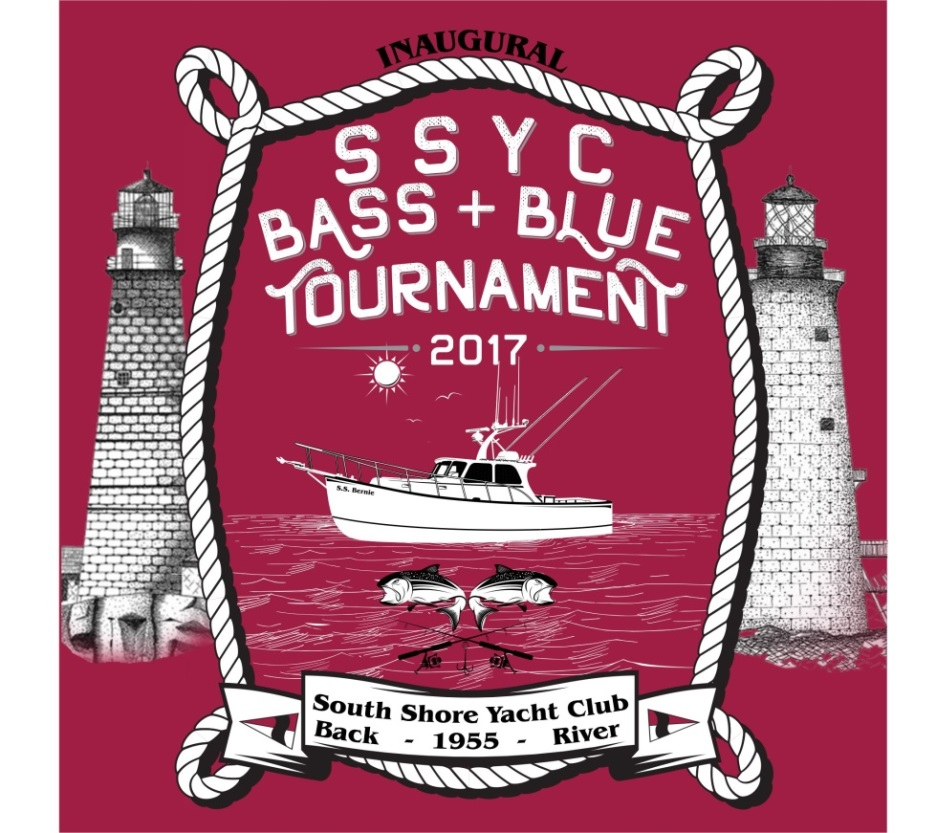 INAUGURAL
SSYC
BASS + BLUE
TOURNAMENT
2017
S.S. Bernie
South Shore Yacht Club
Back - 1955 - River